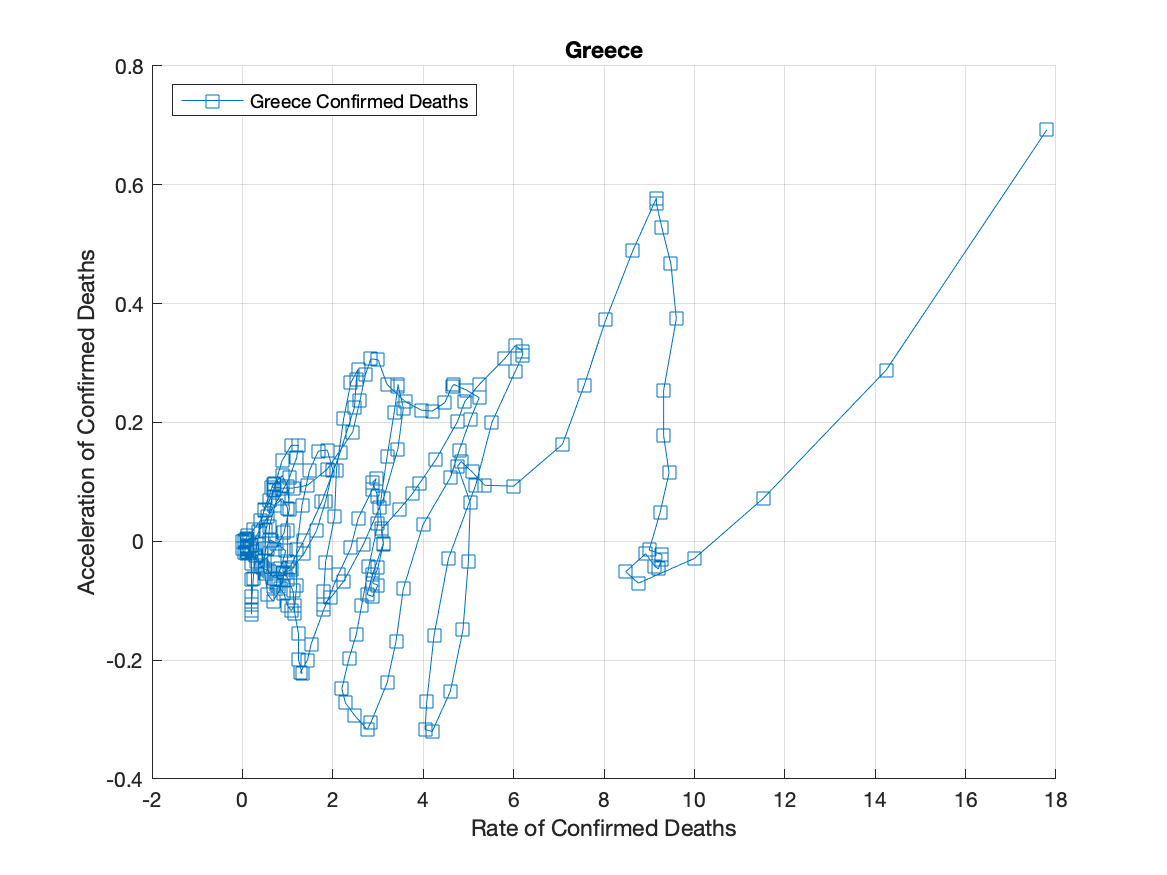 Greece
0.8
Greece Confirmed Deaths
0.6
0.4
0.2
0
-0.2
-0.4
Acceleration of Confirmed Deaths
-2 0 2 4 6 8 10 12 14 16 18
Rate of Confirmed Deaths